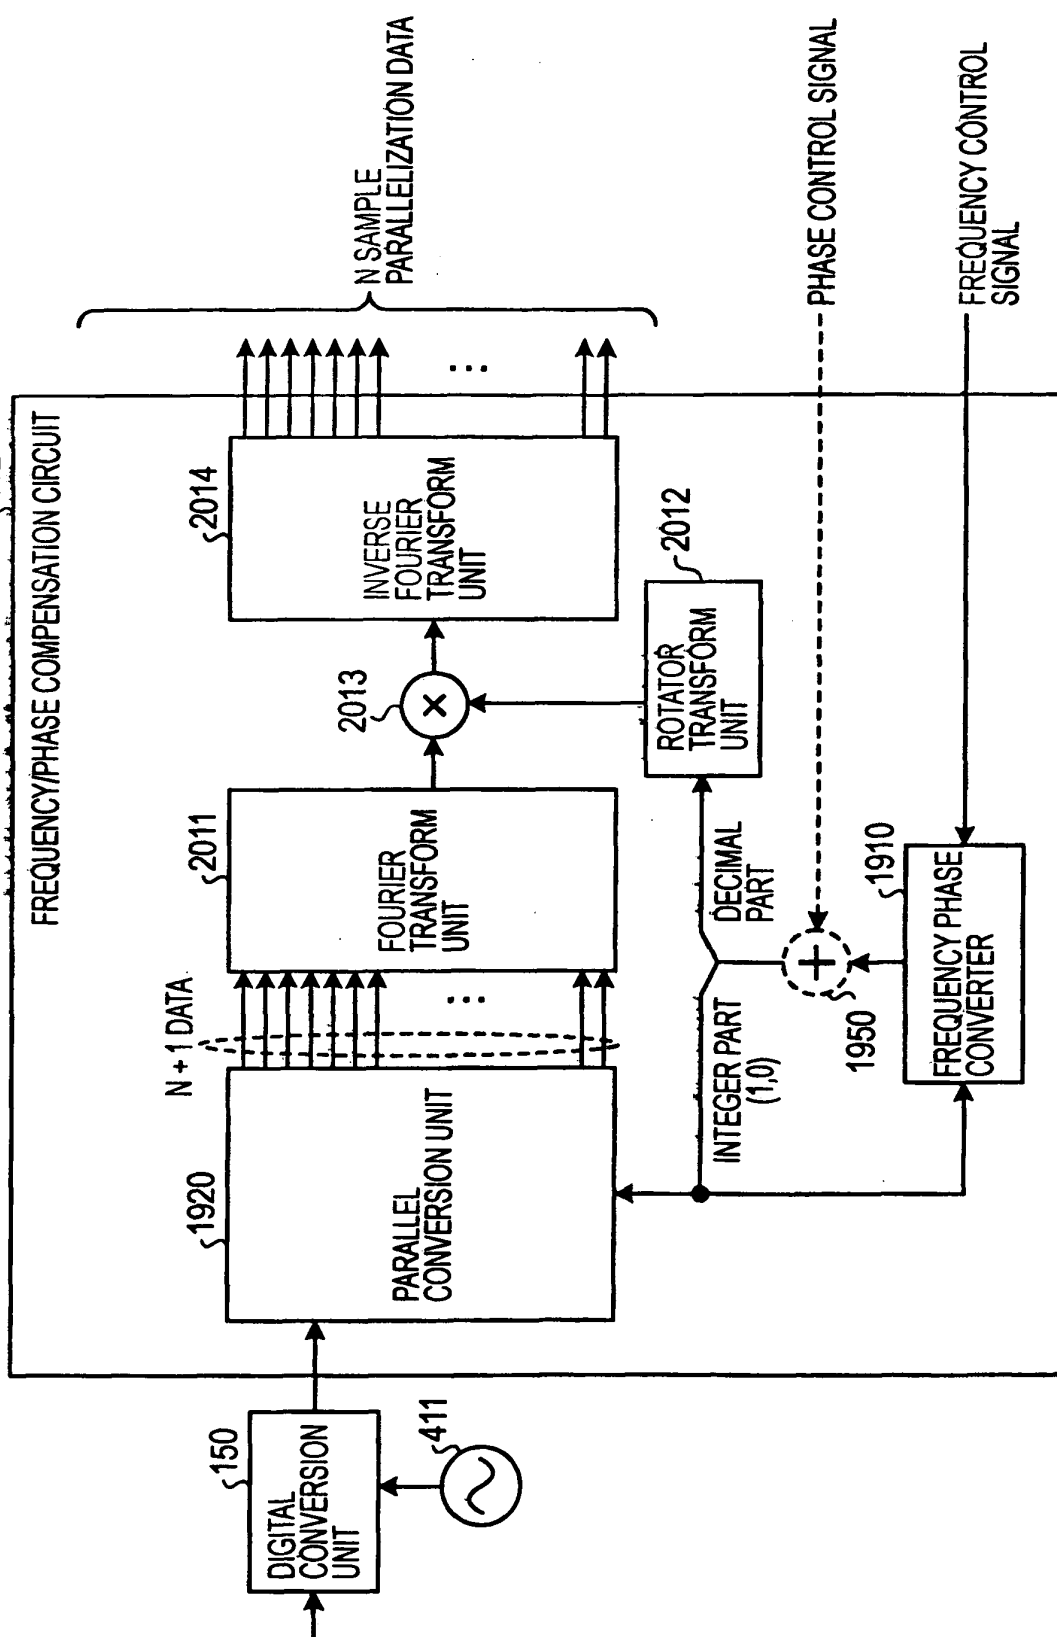 FREQUENCY/PHASE COMPENSATION CIRCUIT
150
DIGITAL
CONVERSION
UNIT
411
1920
PARALLEL
CONVERSION UNIT
N + 1 DATA
2011
FOURIER
TRANSFORM
UNIT
2013
×
2014
INVERSE
FOURIER
TRANSFORM
UNIT
N SAMPLE
PARALLELIZATION DATA
2012
ROTATOR
TRANSFORM
UNIT
INTEGER PART
(1,0)
DECIMAL
PART
1950
+
1910
FREQUENCY PHASE
CONVERTER
PHASE CONTROL SIGNAL
FREQUENCY CONTROL
SIGNAL